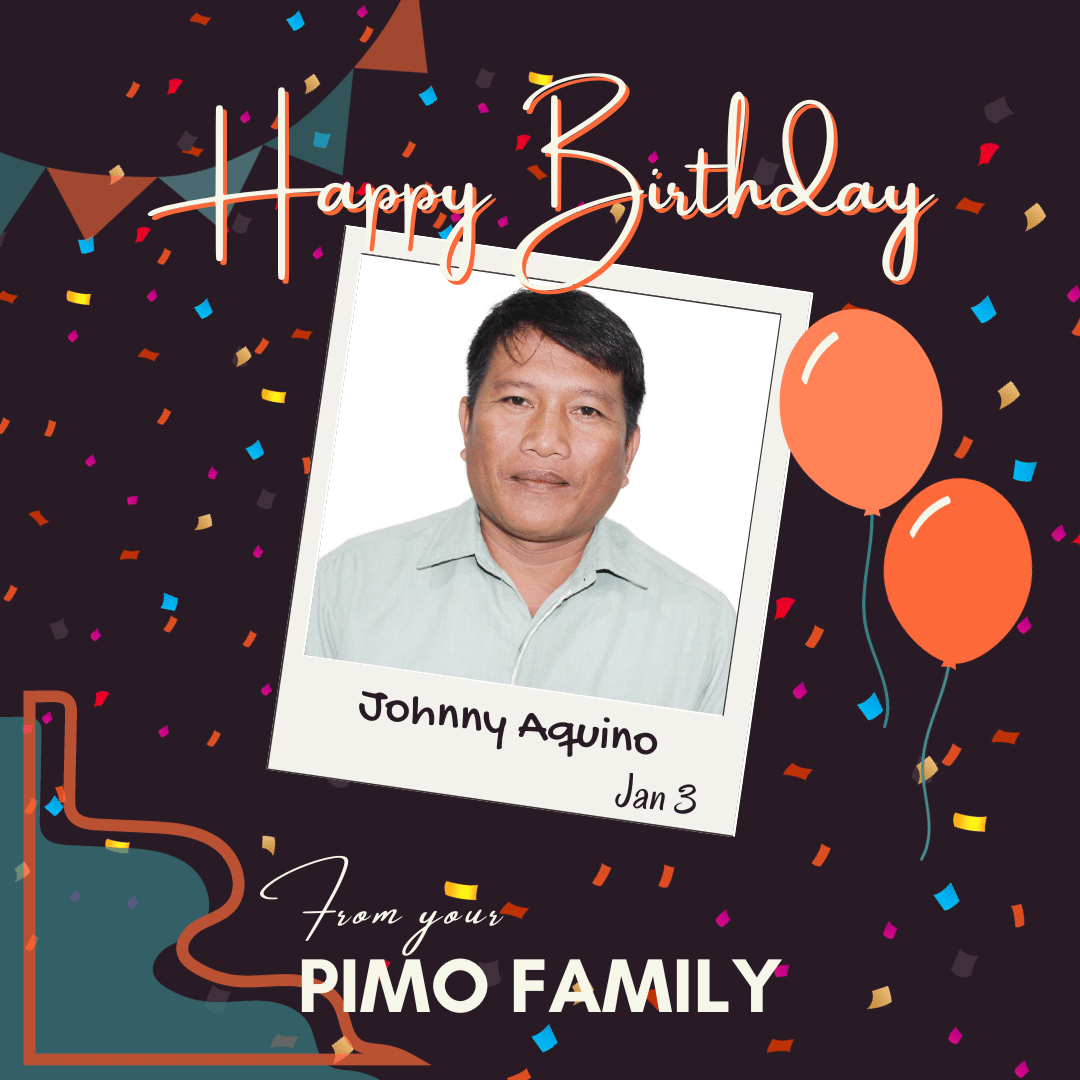 Happy Birthday
Johnny Aquino
Jan 3
From your
PIMO FAMILY